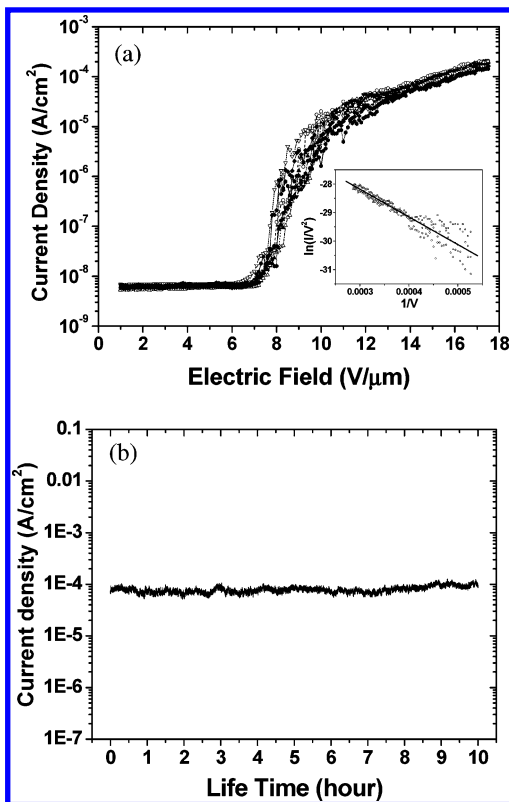 (a)
Current Density (A/cm²)
10⁻³
10⁻⁴
10⁻⁵
10⁻⁶
10⁻⁷
10⁻⁸
10⁻⁹
0 2 4 6 8 10 12 14 16 18
Electric Field (V/μm)
ln(I/V²)
-28
-29
-30
-31
0.0003 0.0004 0.0005
1/V
(b)
Current density (A/cm²)
0.1
0.01
1E-3
1E-4
1E-5
1E-6
1E-7
0 1 2 3 4 5 6 7 8 9 10
Life Time (hour)